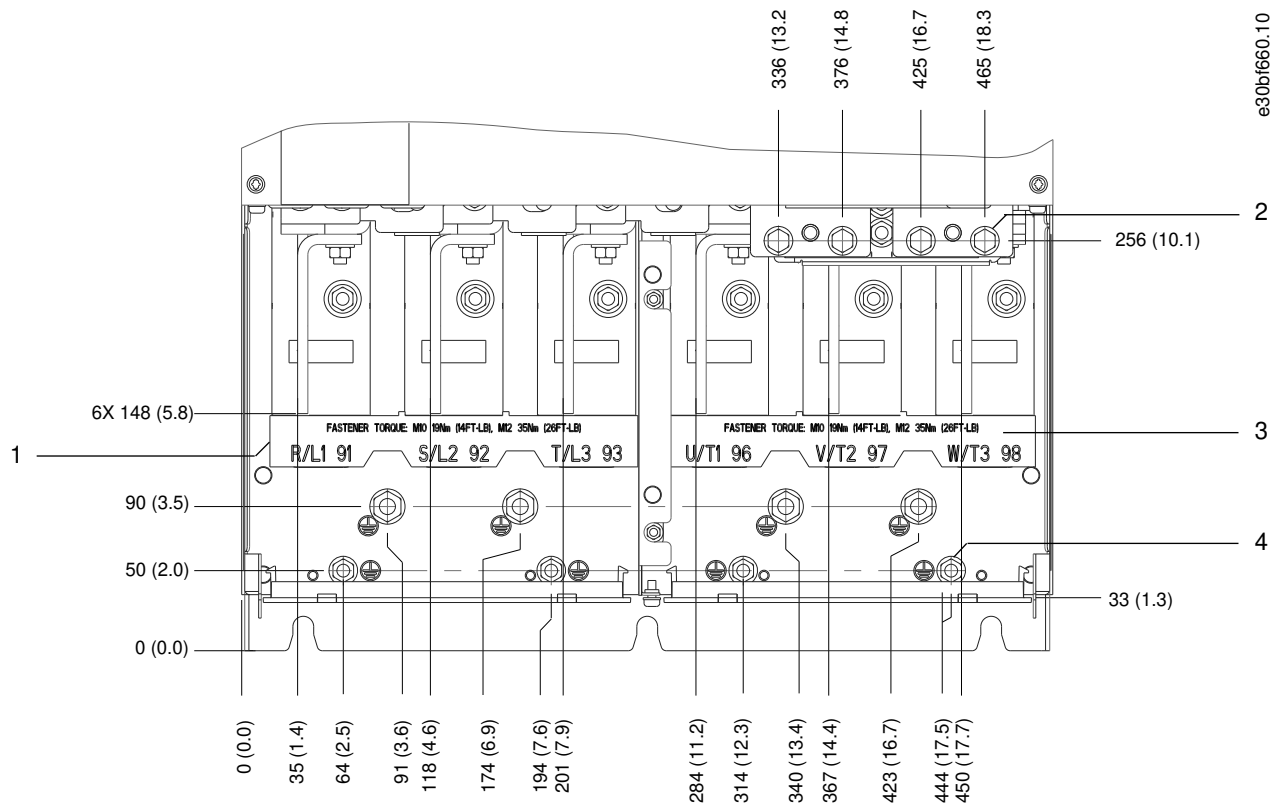 336 (13.2
376 (14.8
425 (16.7
465 (18.3
e30bf660.10
2
256 (10.1)
6X 148 (5.8)
FASTENER TORQUE: M10 19Nm (14FT-LB), M12 35Nm (26FT-LB)
FASTENER TORQUE: M10 19Nm (14FT-LB), M12 35Nm (26FT-LB)
3
1
R/L1 91
S/L2 92
T/L3 93
U/T1 96
V/T2 97
W/T3 98
90 (3.5)
4
50 (2.0)
33 (1.3)
0 (0.0)
0 (0.0)
35 (1.4)
64 (2.5)
91 (3.6)
118 (4.6)
174 (6.9)
194 (7.6)
201 (7.9)
284 (11.2)
314 (12.3)
340 (13.4)
367 (14.4)
423 (16.7)
444 (17.5)
450 (17.7)